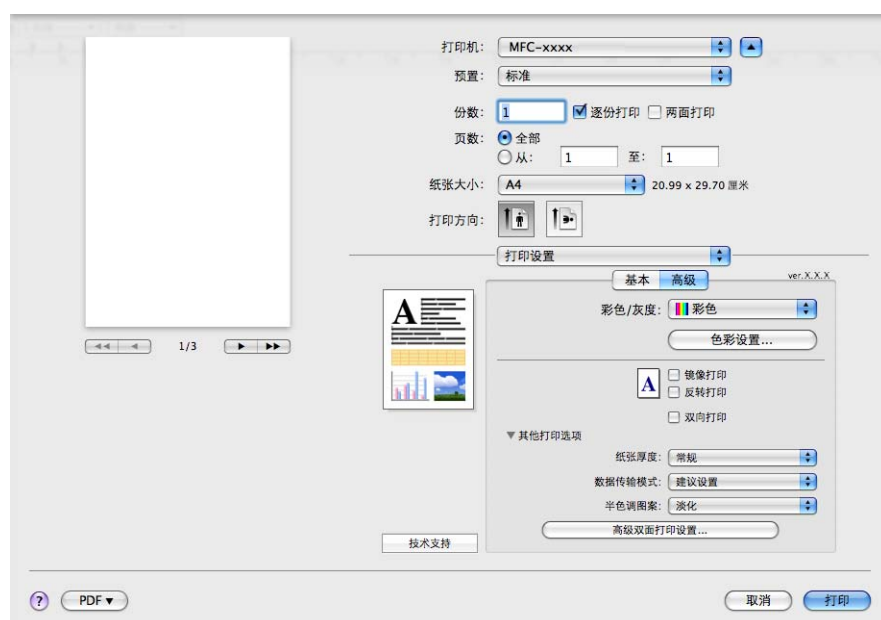 打印机: MFC-xxxx
预置: 标准
份数: 1 逐份打印 两面打印
页数: 全部
从: 1 至: 1
纸张大小: A4 20.99 x 29.70 厘米
打印方向:
打印设置
基本 高级 ver.X.X.X
彩色/灰度: 彩色
色彩设置...
1/3
A
A
镜像打印
反转打印
双向打印
▼其他打印选项
纸张厚度: 常规
数据传输模式: 建议设置
半色调图案: 淡化
高级双面打印设置...
技术支持
? PDF▼ 取消 打印